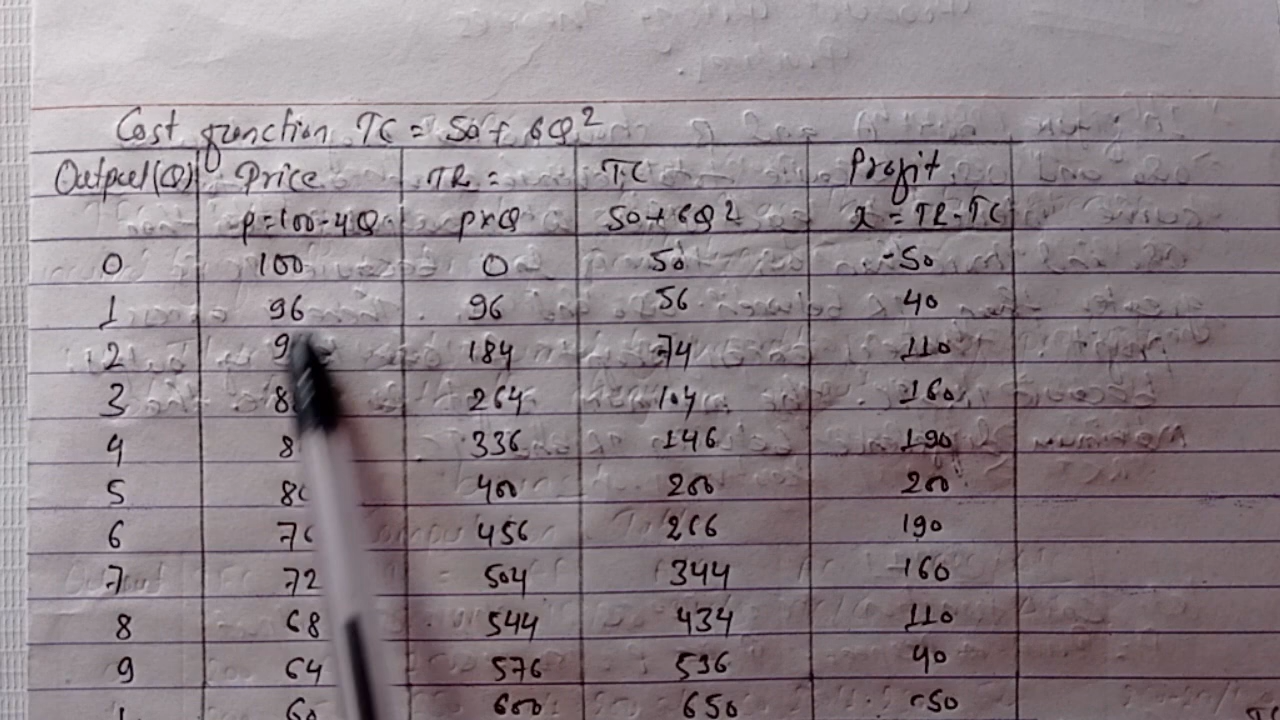 Cost function TC = 50 + 6Q²
Output(Q) Price TR = TC Profit
p=100-4Q PxQ 50+6Q² π = TR-TC
0 100 0 50 -50
1 96 96 56 40
2 184 74 110
3 264 104 160
4 336 146 190
5 400 200 200
6 456 266 190
7 72 504 344 160
8 68 544 434 110
9 64 576 536 40
60 600 650 -50